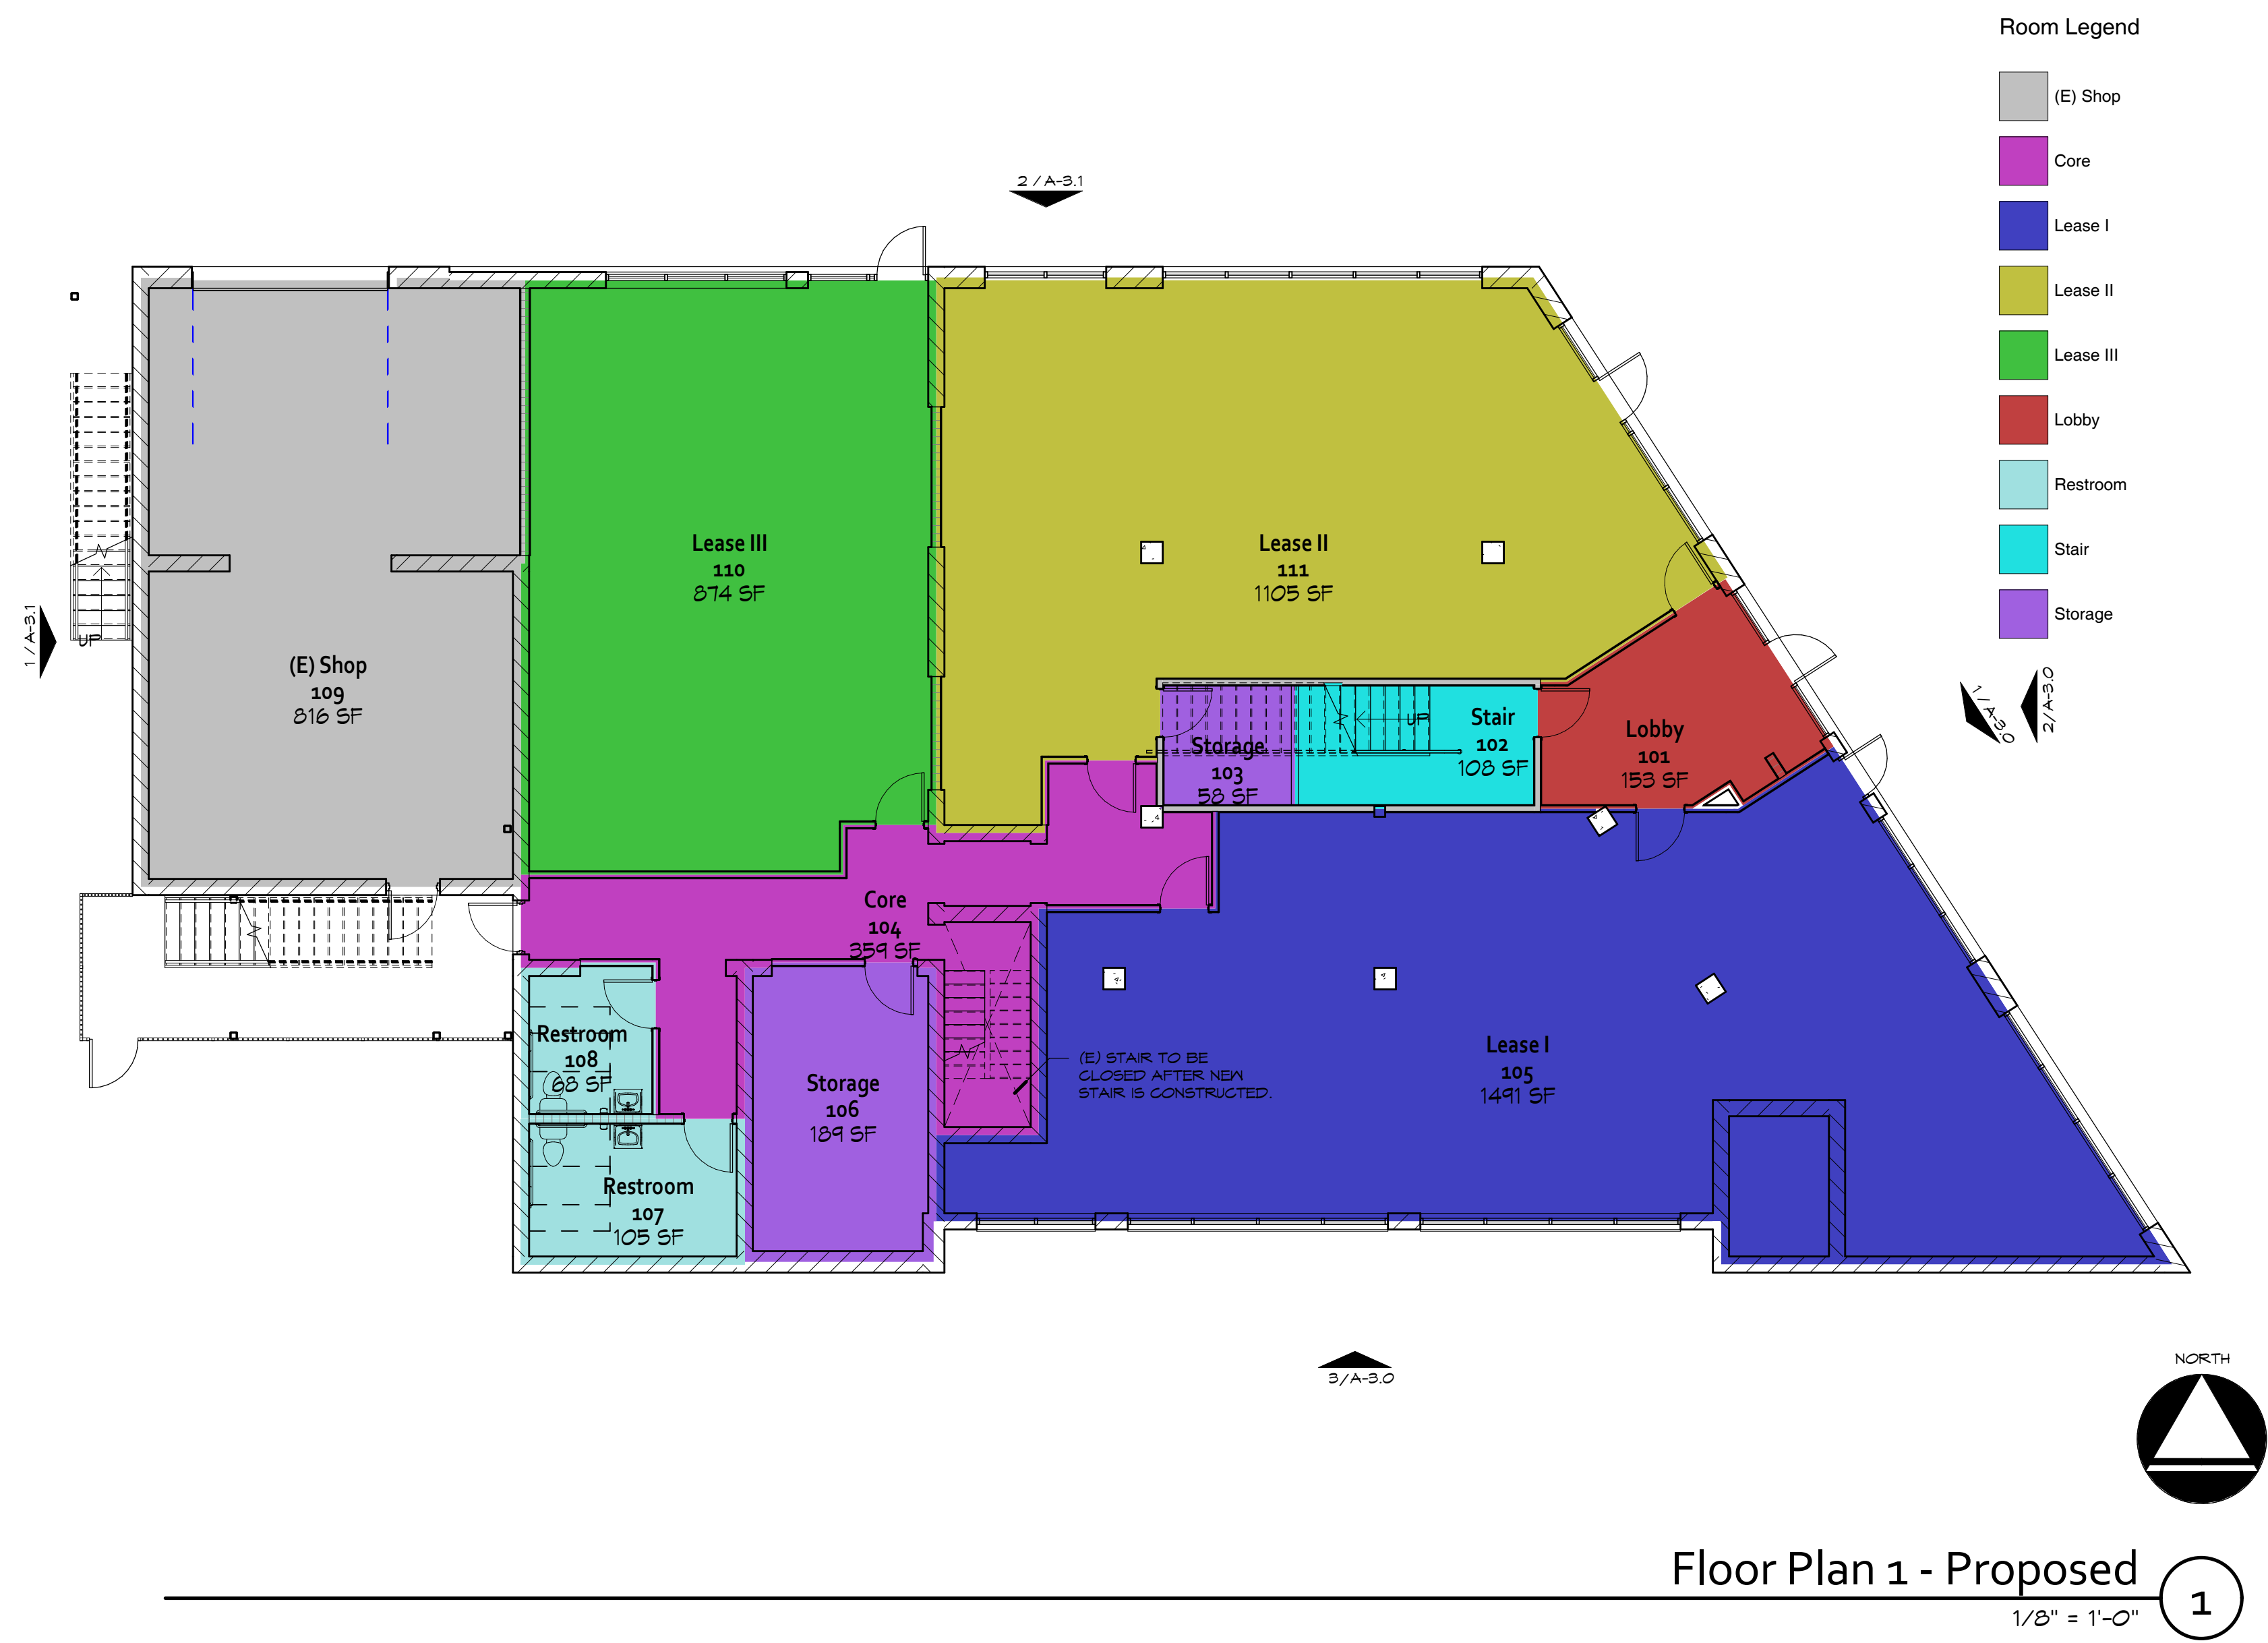 Room Legend
(E) Shop
Core
Lease I
Lease II
Lease III
Lobby
Restroom
Stair
Storage
2 / A-3.1
1 / A-3.1
UP
(E) Shop
109
816 SF
Lease III
110
874 SF
Lease II
111
1105 SF
Storage
103
58 SF
UP
Stair
102
108 SF
Lobby
101
153 SF
1 / A-3.0
2/A-3.0
Core
104
359 SF
Restroom
108
68 SF
Restroom
107
105 SF
Storage
106
189 SF
(E) STAIR TO BE
CLOSED AFTER NEW
STAIR IS CONSTRUCTED.
Lease I
105
1491 SF
3/A-3.0
NORTH
Floor Plan 1 - Proposed
1/8" = 1'-0"
1